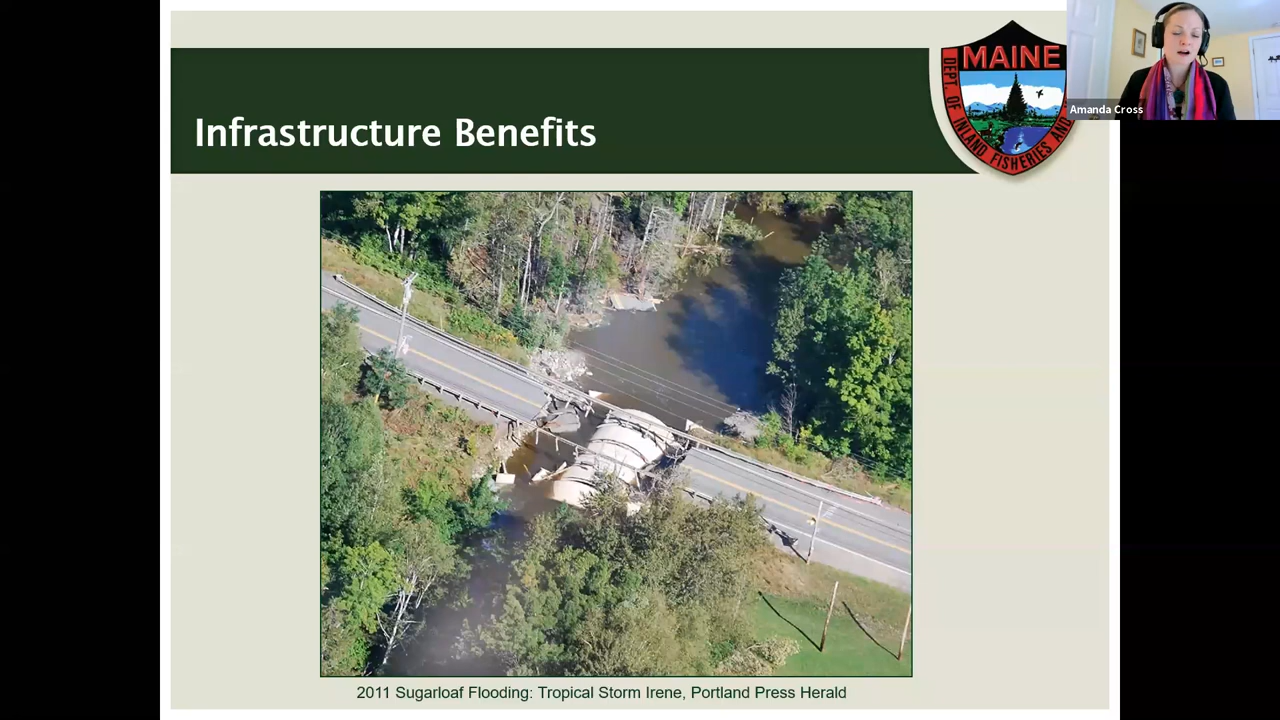 MAINE
DEPT. OF INLAND FISHERIES AND
Amanda Cross
Infrastructure Benefits
2011 Sugarloaf Flooding: Tropical Storm Irene, Portland Press Herald